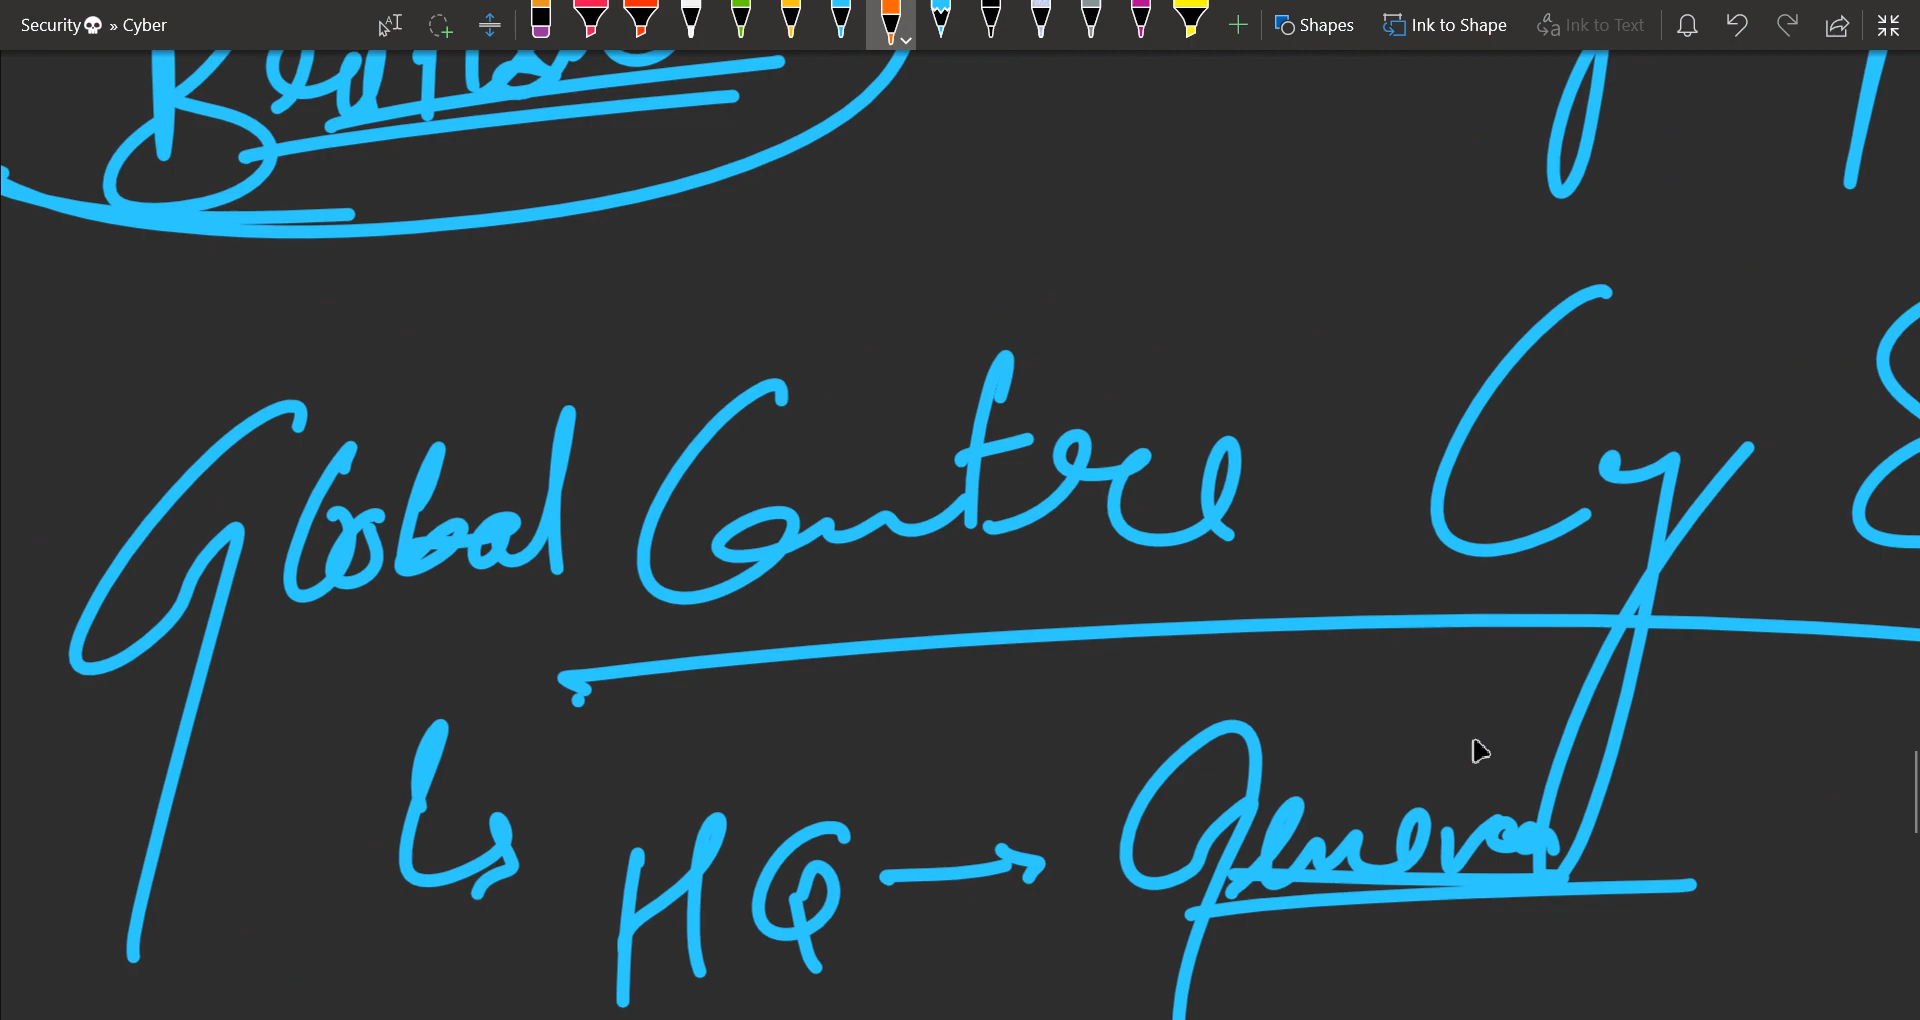 Security💀 » Cyber
Shapes
Ink to Shape
Ink to Text
Global Centre Cy S
HQ → Geneva